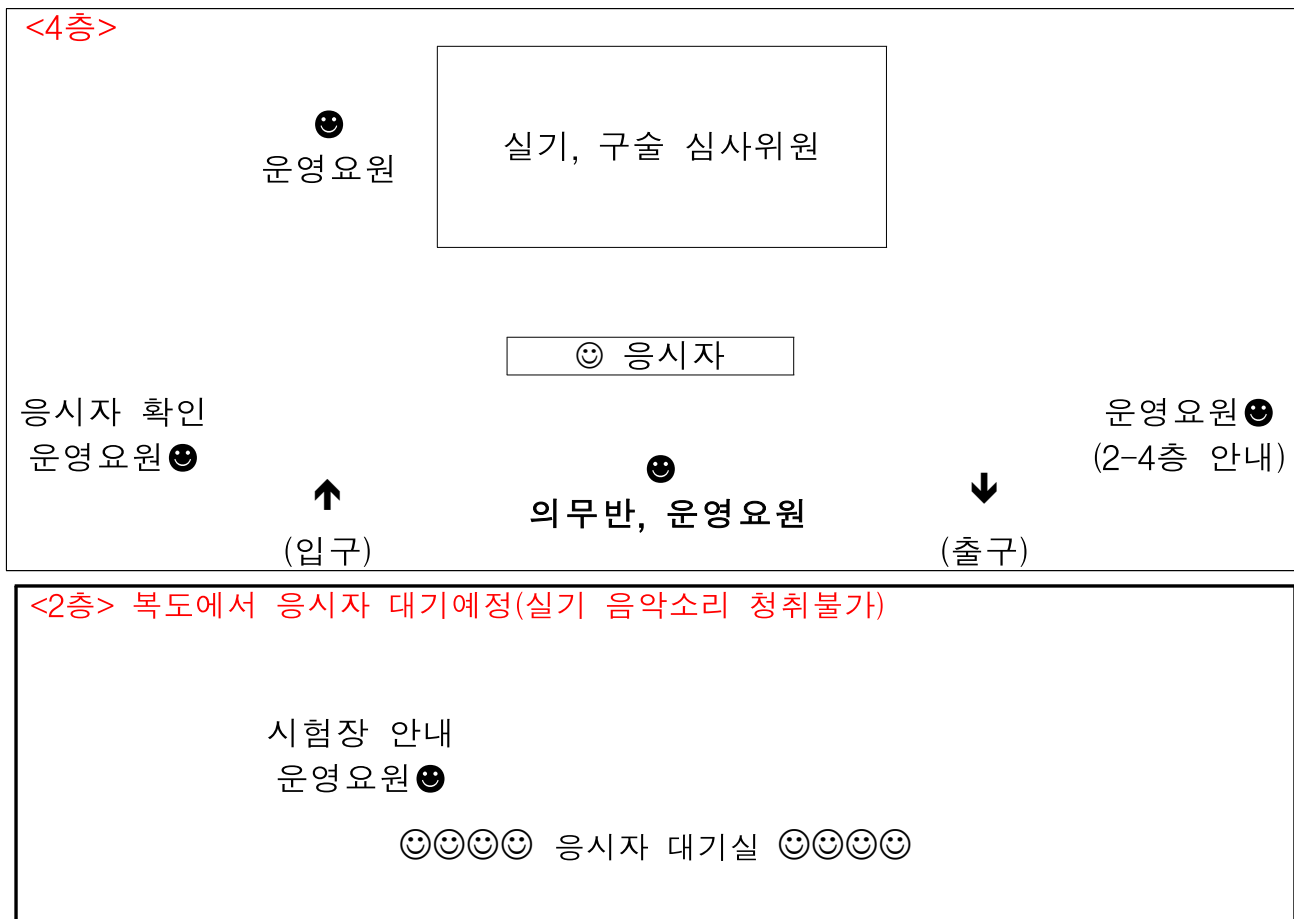 <4층>
☻
운영요원
실기, 구술 심사위원
☺ 응시자
응시자 확인
운영요원☻
운영요원☻
(2-4층 안내)
☻
의무반, 운영요원
↑
(입구)
↓
(출구)
<2층> 복도에서 응시자 대기예정(실기 음악소리 청취불가)
시험장 안내
운영요원☻
☺☺☺☺ 응시자 대기실 ☺☺☺☺